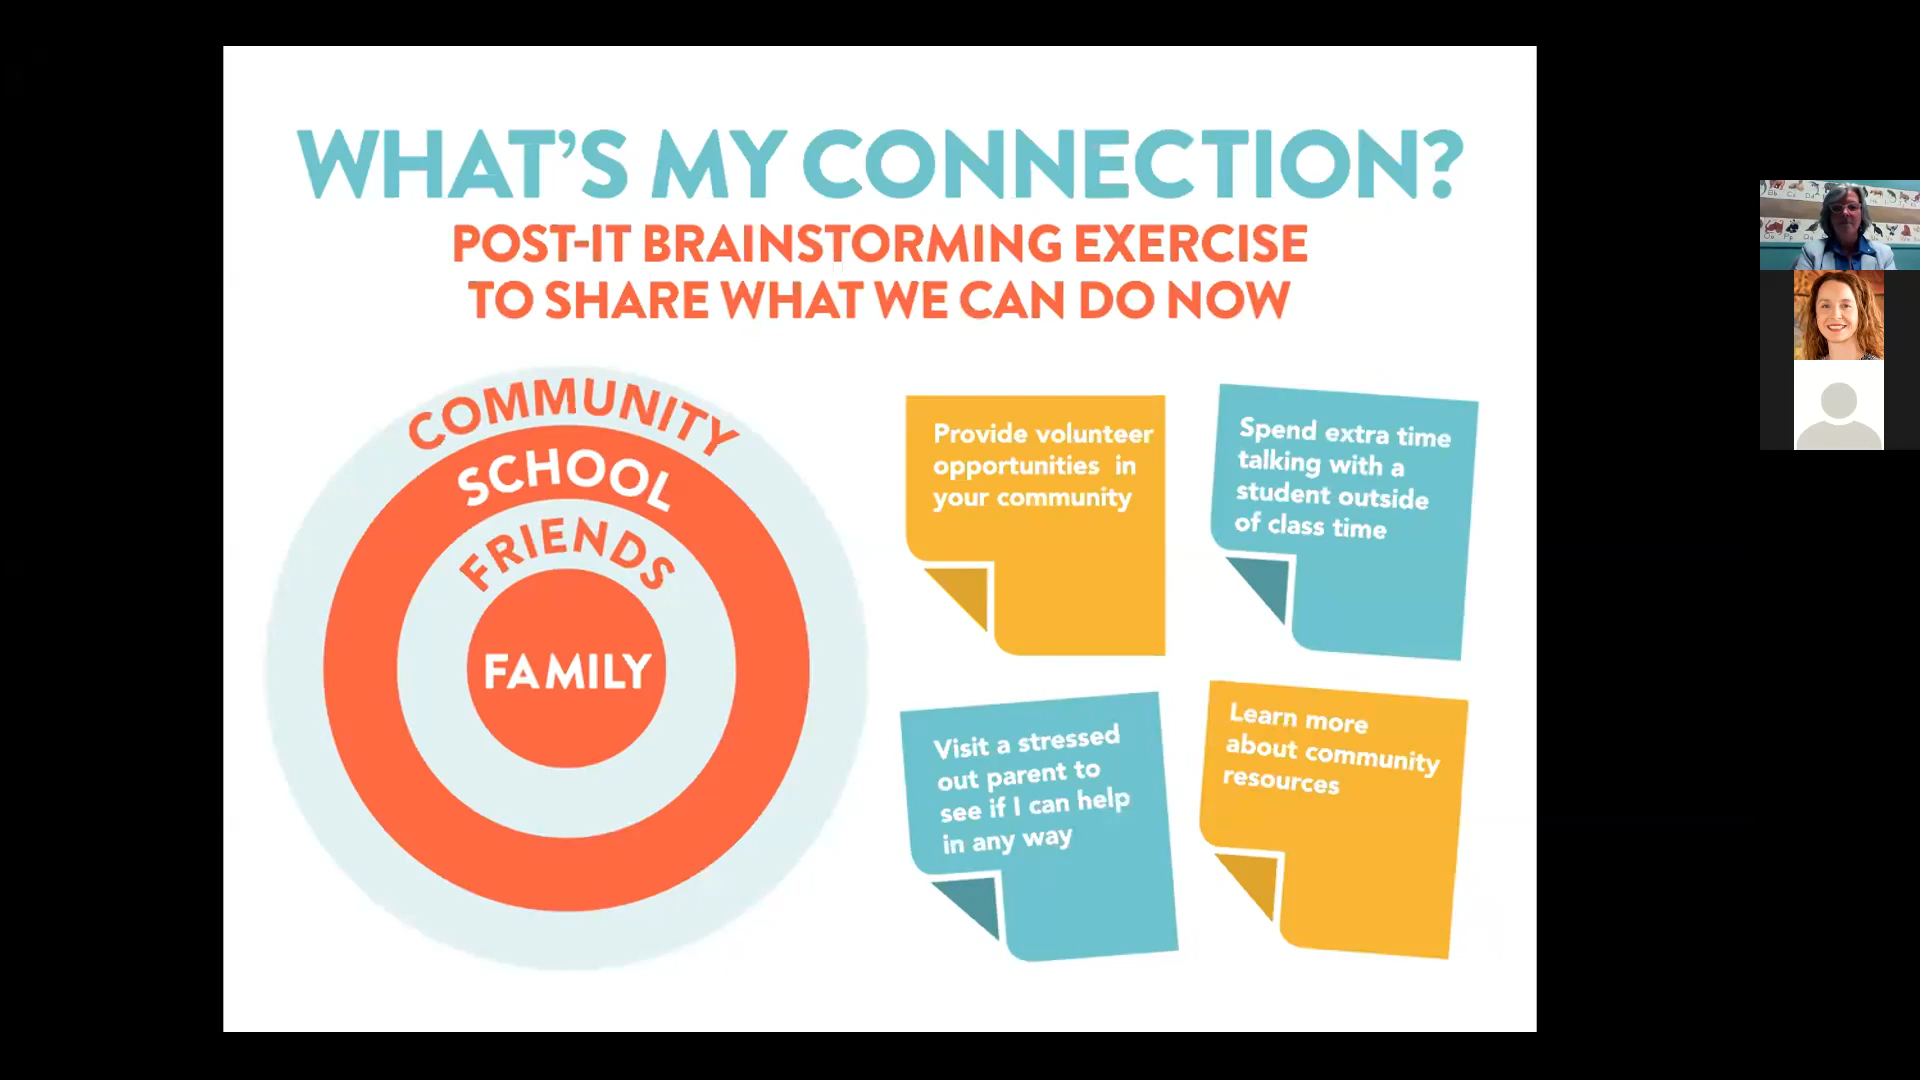 WHAT'S MY CONNECTION?
POST-IT BRAINSTORMING EXERCISE
TO SHARE WHAT WE CAN DO NOW
COMMUNITY
SCHOOL
FRIENDS
FAMILY
Provide volunteer
opportunities in
your community
Spend extra time
talking with a
student outside
of class time
Visit a stressed
out parent to
see if I can help
in any way
Learn more
about community
resources